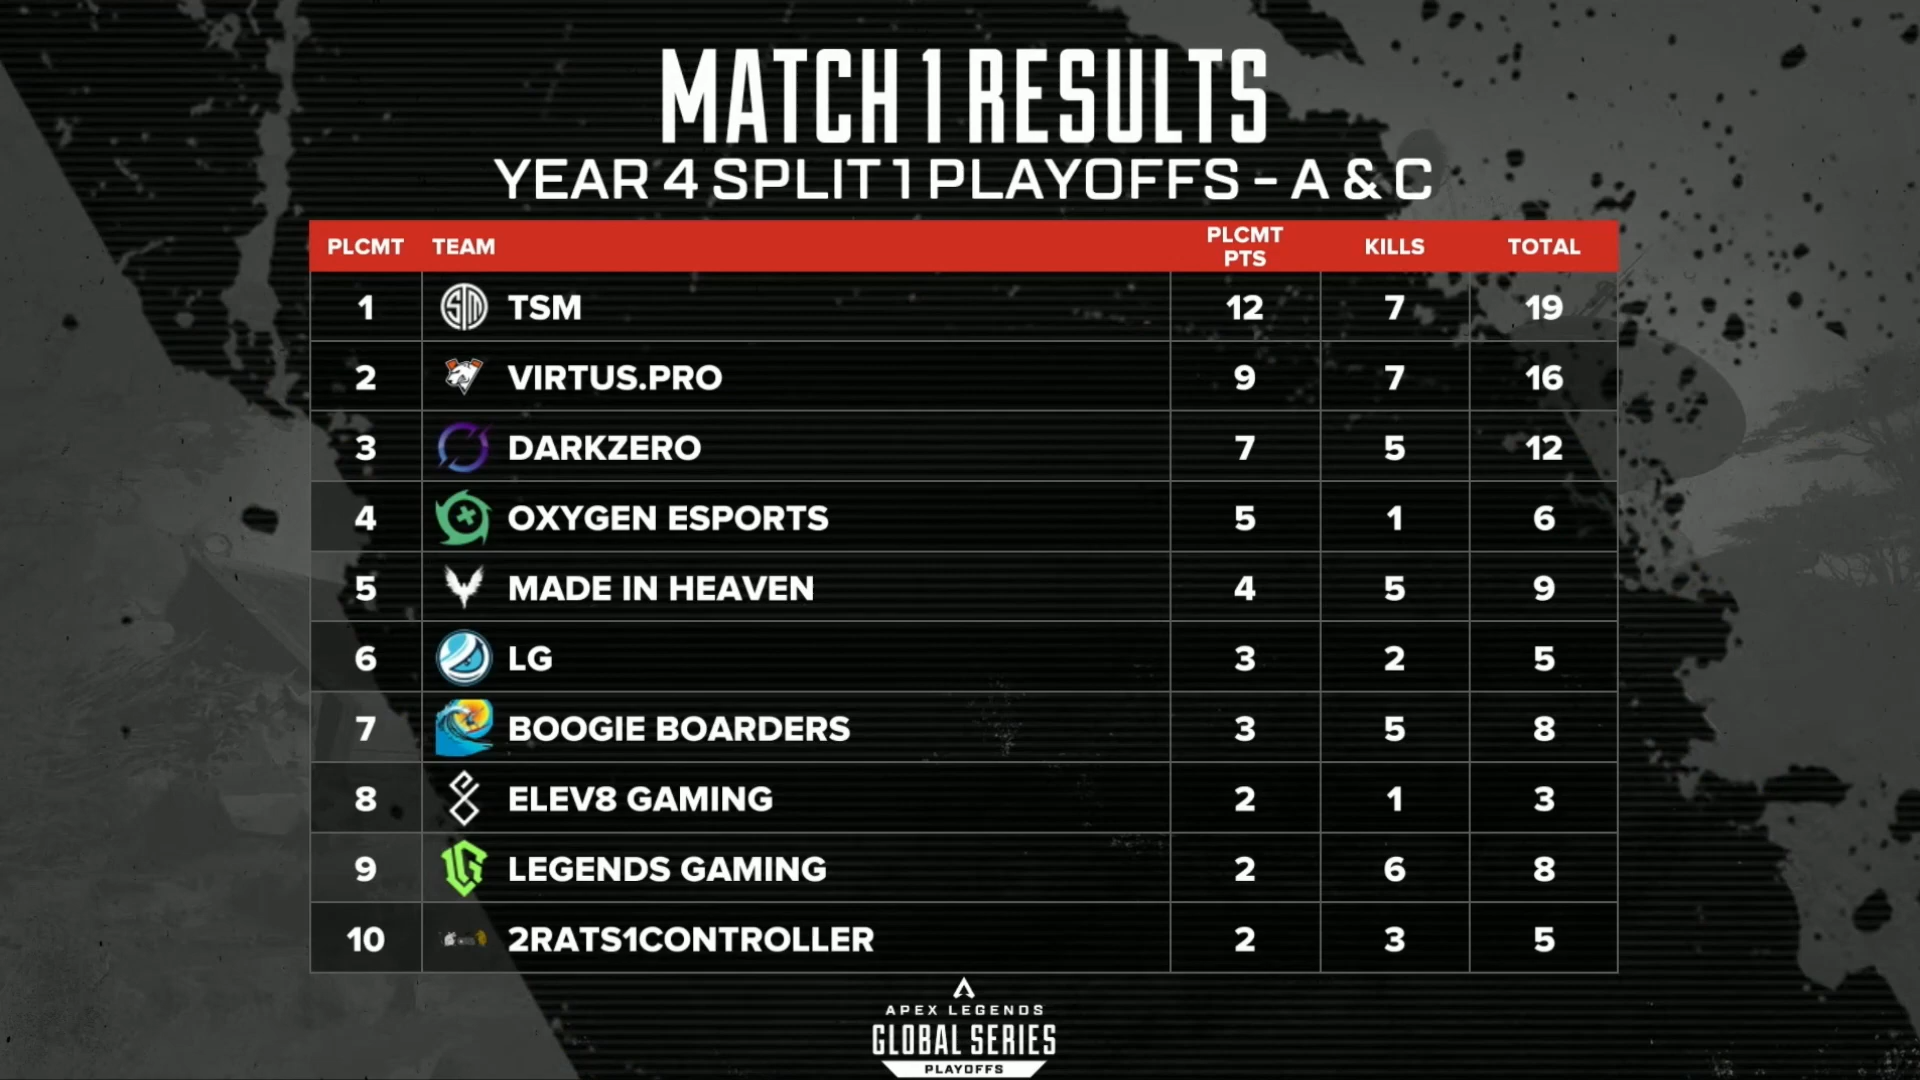 MATCH 1 RESULTS
YEAR 4 SPLIT 1 PLAYOFFS - A & C
PLCMT TEAM PLCMT PTS KILLS TOTAL
1 TSM 12 7 19
2 VIRTUS.PRO 9 7 16
3 DARKZERO 7 5 12
4 OXYGEN ESPORTS 5 1 6
5 MADE IN HEAVEN 4 5 9
6 LG 3 2 5
7 BOOGIE BOARDERS 3 5 8
8 ELEV8 GAMING 2 1 3
9 LEGENDS GAMING 2 6 8
10 2RATS1CONTROLLER 2 3 5
APEX LEGENDS
GLOBAL SERIES
PLAYOFFS